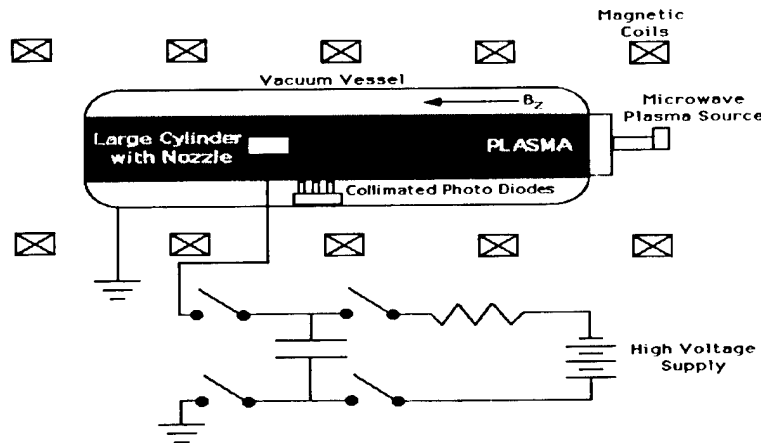 Magnetic
Coils
Vacuum Vessel
B_Z
Microwave
Plasma Source
Large Cylinder
with Nozzle
PLASMA
Collimated Photo Diodes
High Voltage
Supply